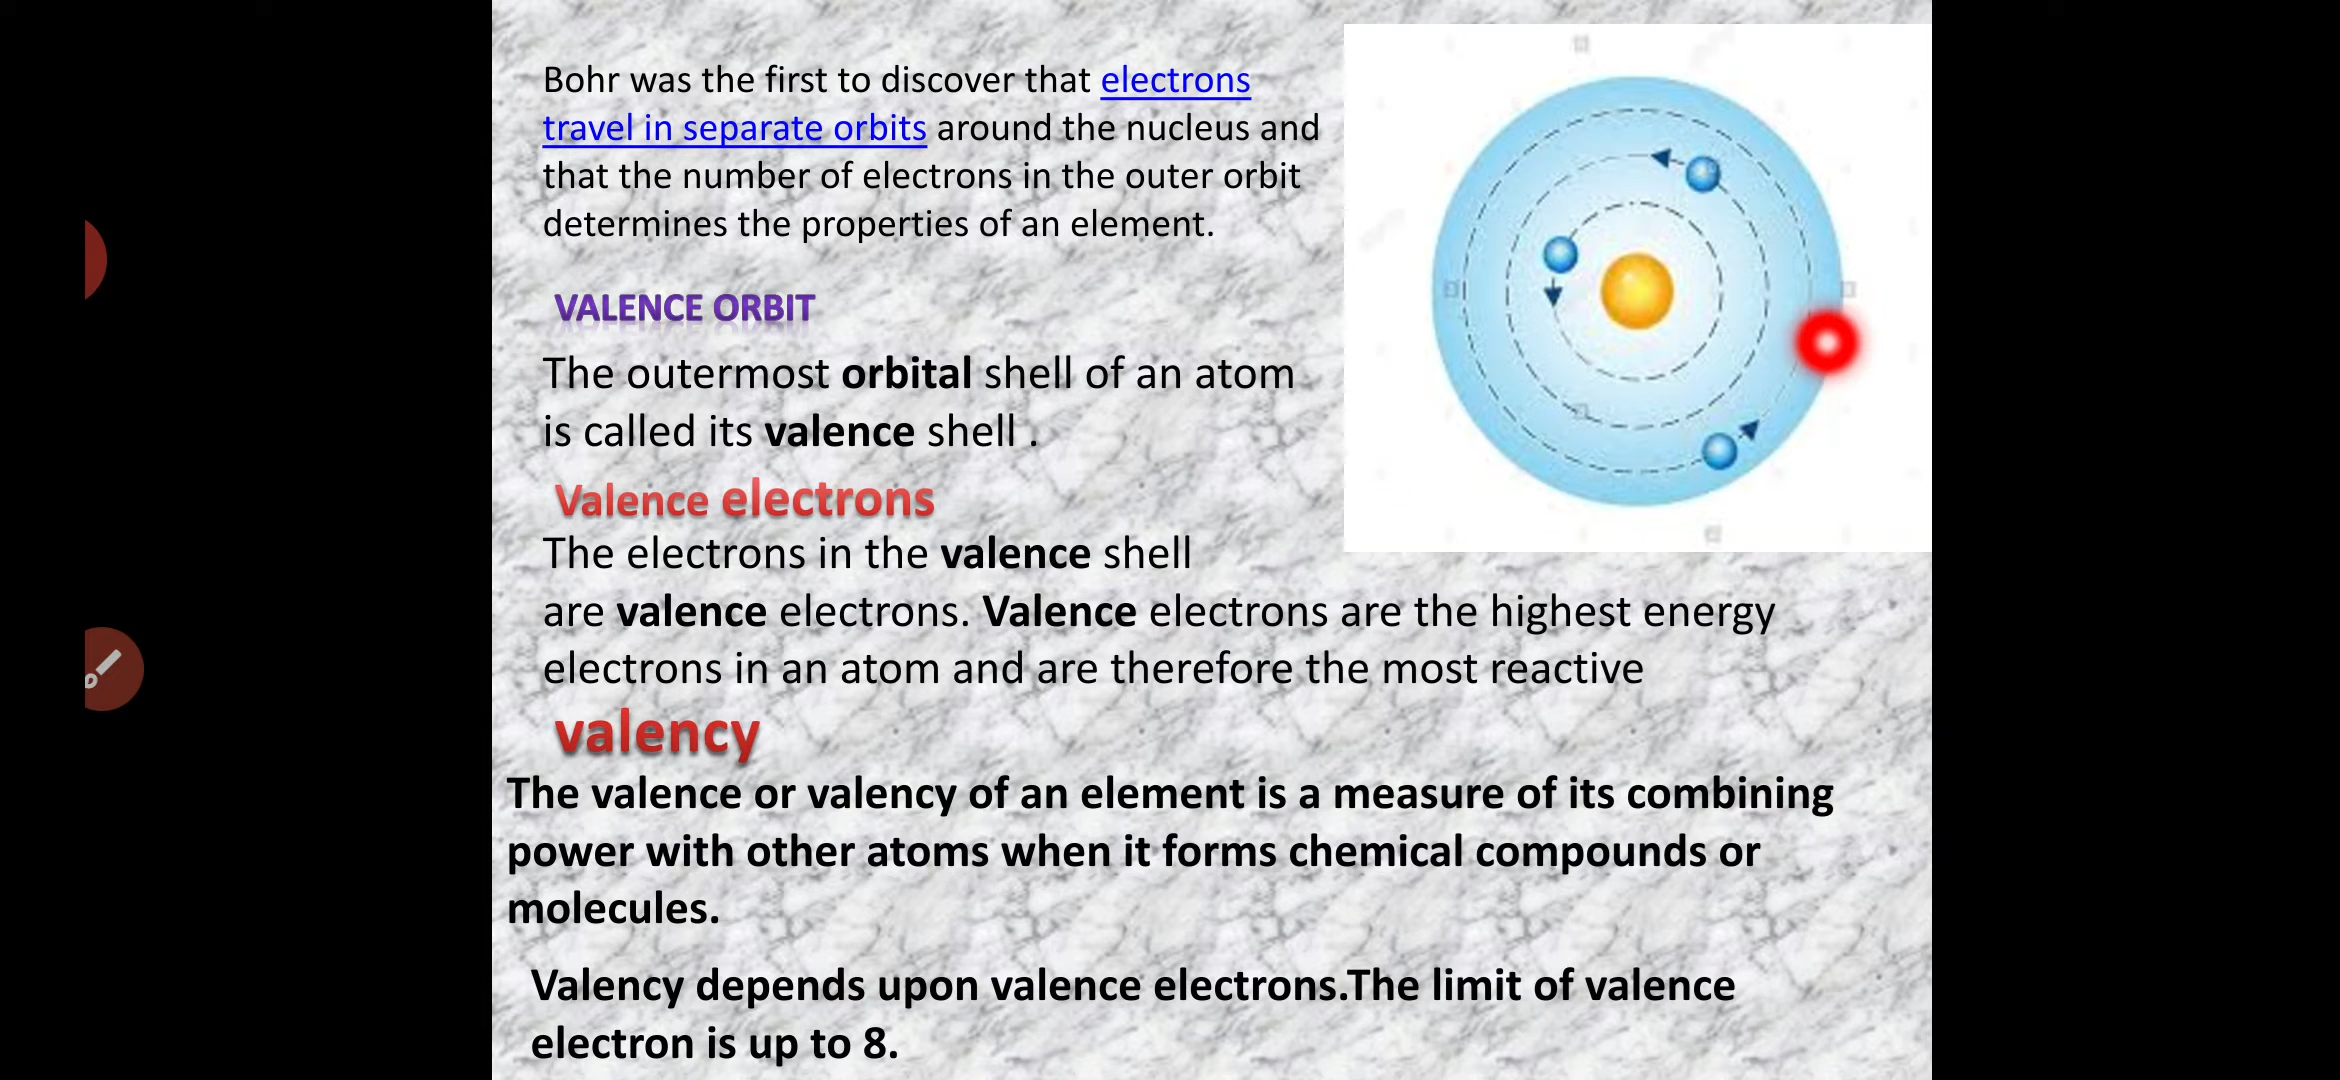 Bohr was the first to discover that electrons
travel in separate orbits around the nucleus and
that the number of electrons in the outer orbit
determines the properties of an element.
VALENCE ORBIT
The outermost orbital shell of an atom
is called its valence shell .
Valence electrons
The electrons in the valence shell
are valence electrons. Valence electrons are the highest energy
electrons in an atom and are therefore the most reactive
valency
The valence or valency of an element is a measure of its combining
power with other atoms when it forms chemical compounds or
molecules.
Valency depends upon valence electrons.The limit of valence
electron is up to 8.